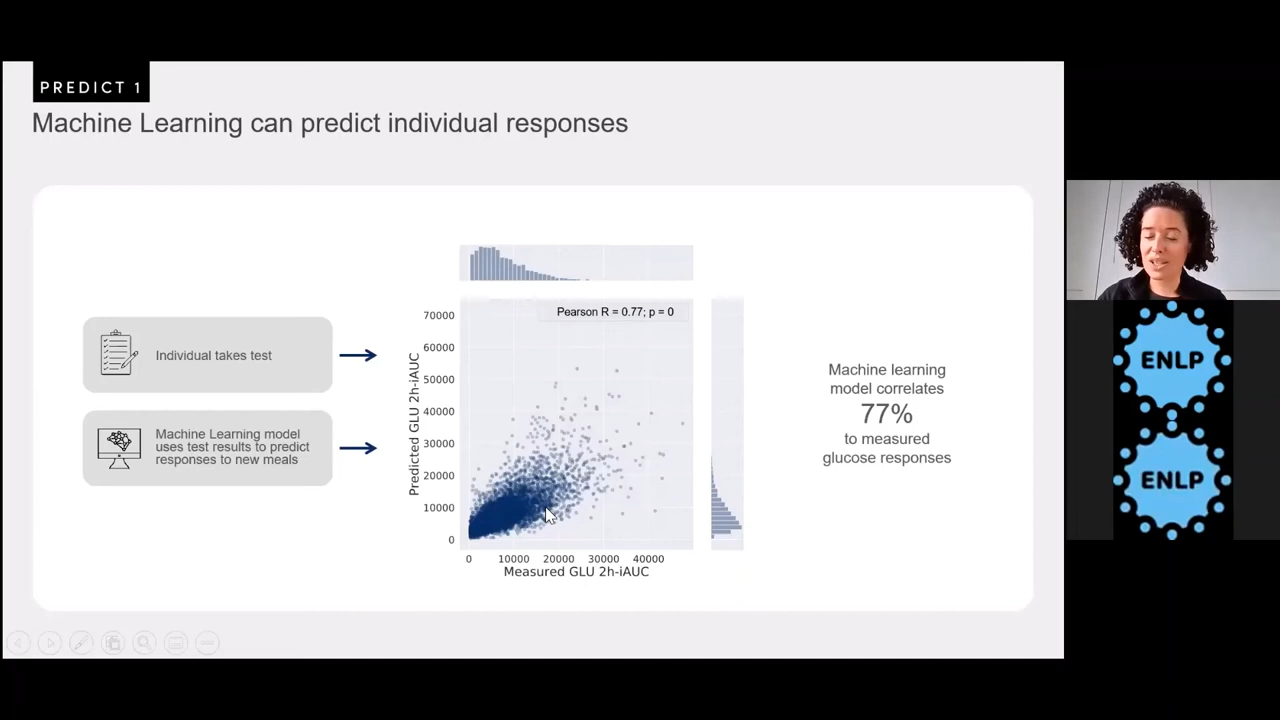 PREDICT 1
Machine Learning can predict individual responses
Individual takes test
Machine Learning model
uses test results to predict
responses to new meals
Pearson R = 0.77; p = 0
70000
60000
50000
40000
30000
20000
10000
0
Predicted GLU 2h-iAUC
0 10000 20000 30000 40000
Measured GLU 2h-iAUC
Machine learning
model correlates
77%
to measured
glucose responses
ENLP
ENLP